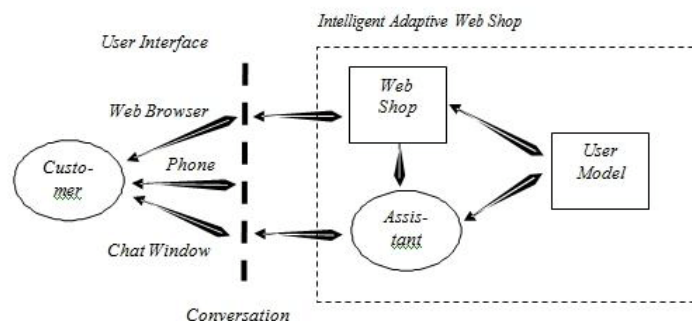 Intelligent Adaptive Web Shop
User Interface
Web Browser
Web
Shop
Phone
Custo-
mer
User
Model
Assis-
tant
Chat Window
Conversation